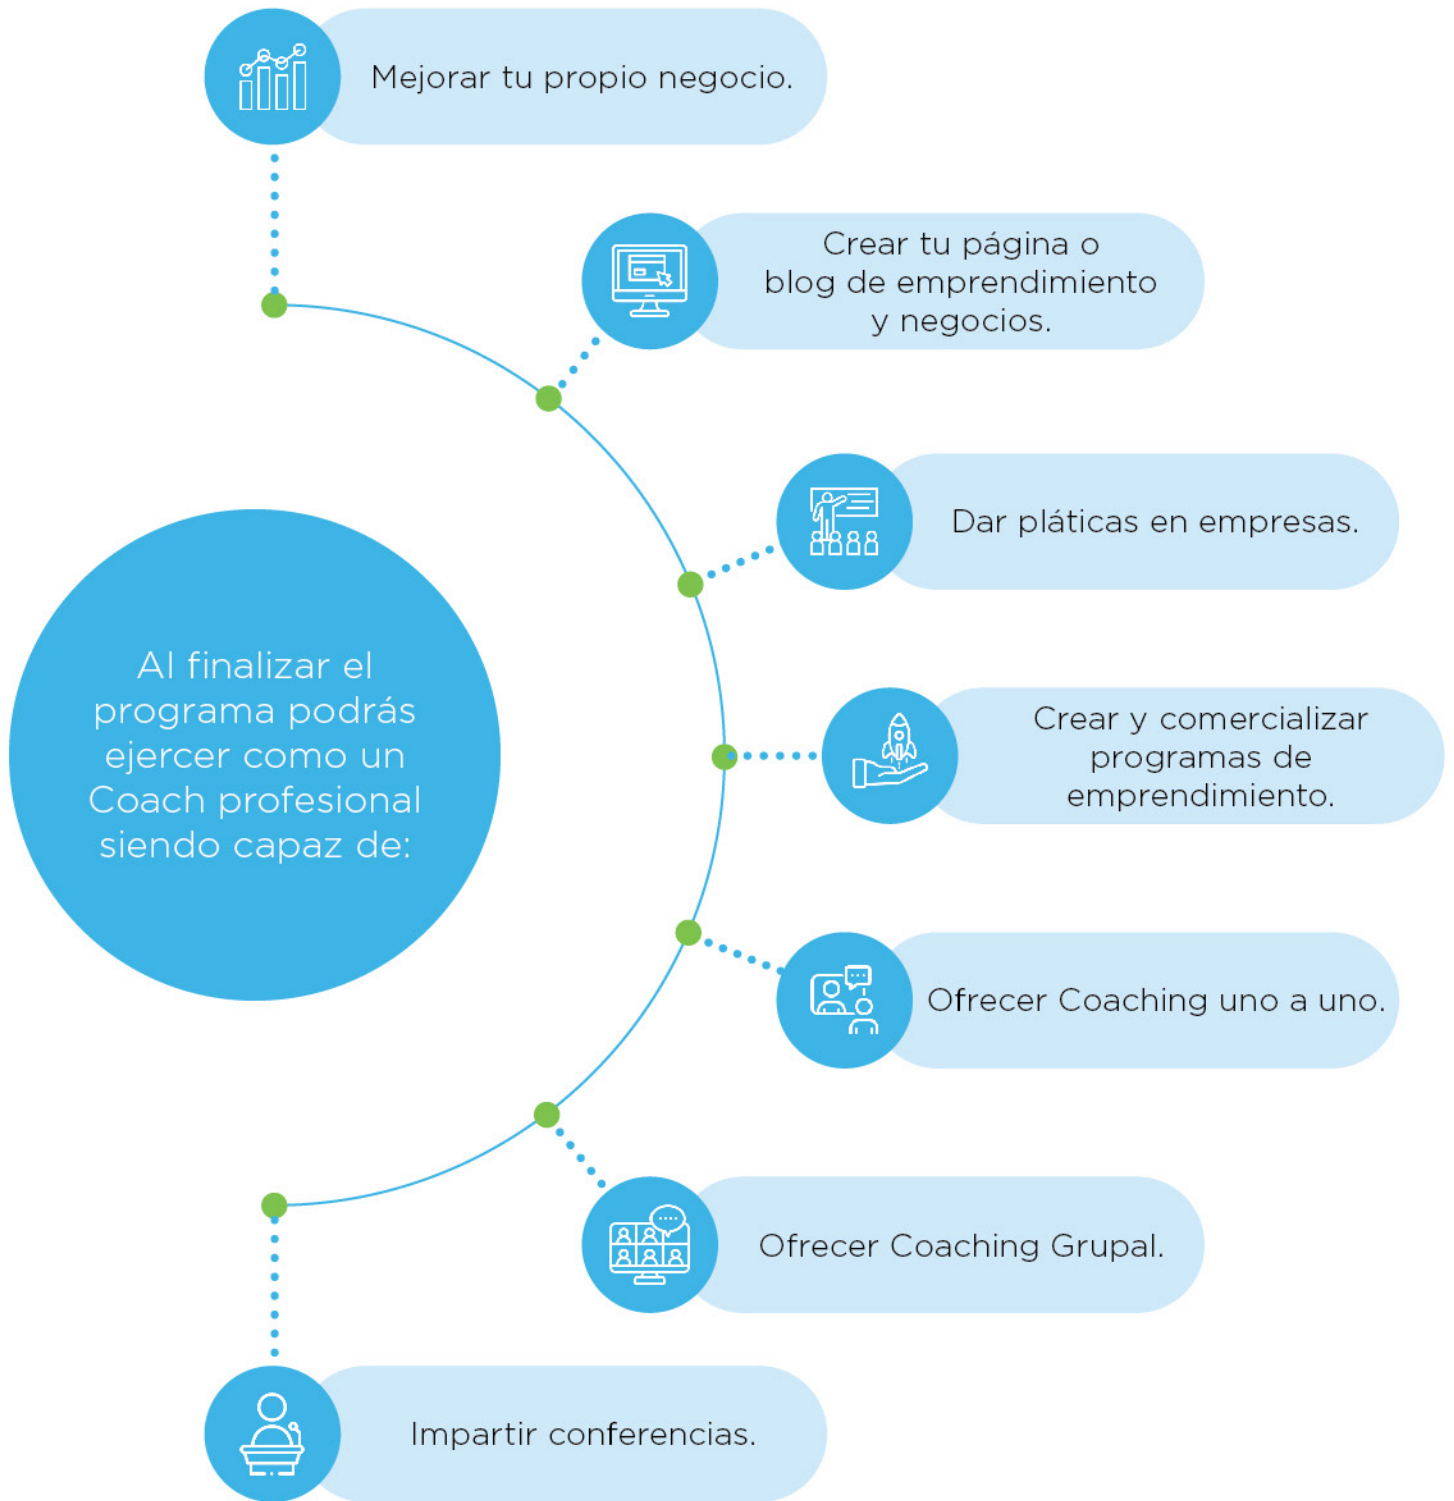 Mejorar tu propio negocio.
Crear tu página o
blog de emprendimiento
y negocios.
Dar pláticas en empresas.
Al finalizar el
programa podrás
ejercer como un
Coach profesional
siendo capaz de:
Crear y comercializar
programas de
emprendimiento.
Ofrecer Coaching uno a uno.
Ofrecer Coaching Grupal.
Impartir conferencias.